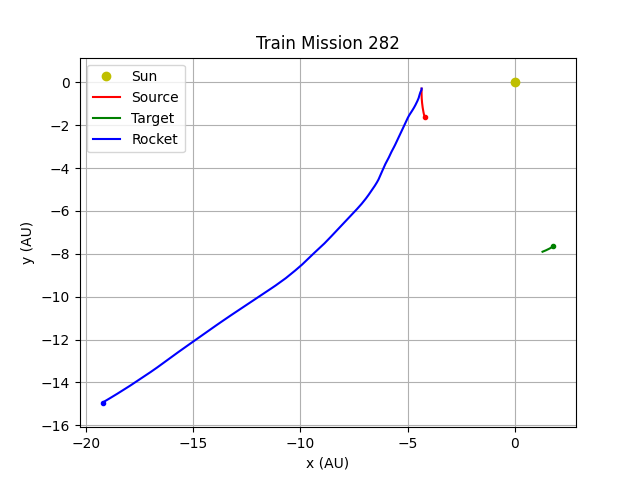 Train Mission 282
Sun
Source
Target
Rocket
0
−2
−4
−6
−8
−10
−12
−14
−16
y (AU)
−20
−15
−10
−5
0
x (AU)